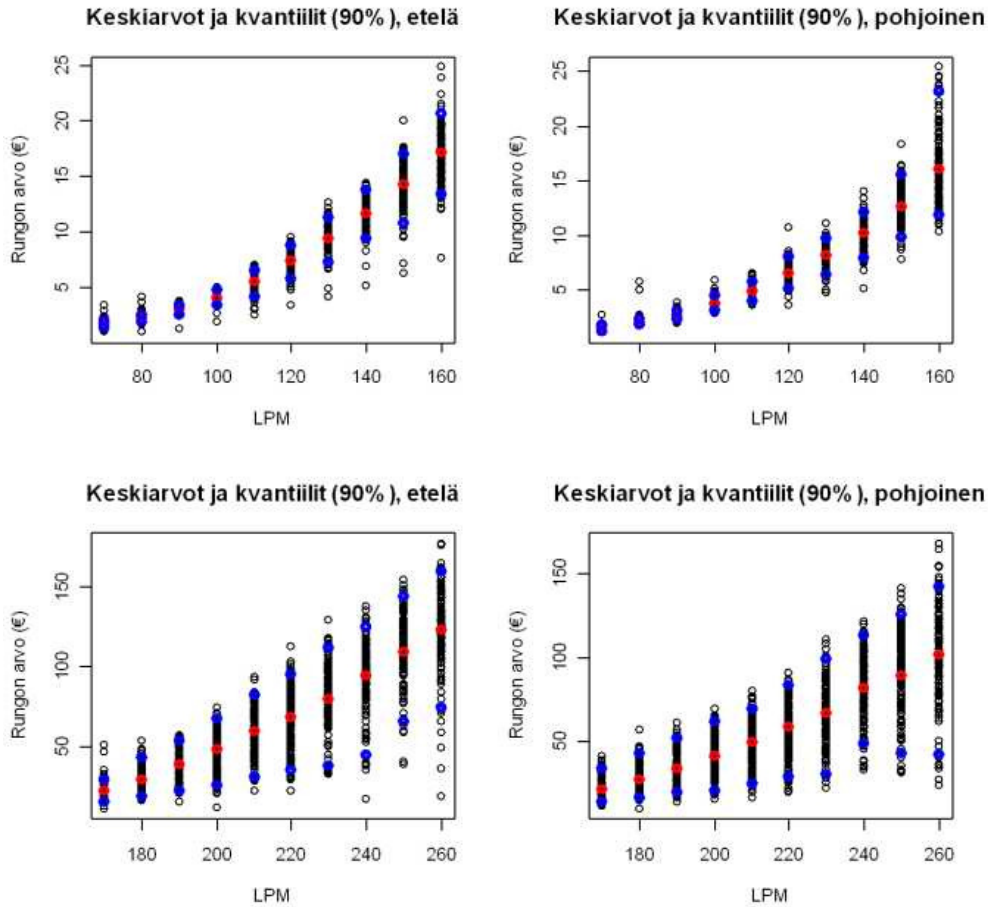 Keskiarvot ja kvantiilit (90%), etelä
Rungon arvo (€)
25
20
15
10
5
80 100 120 140 160
LPM
Keskiarvot ja kvantiilit (90%), pohjoinen
Rungon arvo (€)
25
20
15
10
5
80 100 120 140 160
LPM
Keskiarvot ja kvantiilit (90%), etelä
Rungon arvo (€)
150
100
50
180 200 220 240 260
LPM
Keskiarvot ja kvantiilit (90%), pohjoinen
Rungon arvo (€)
150
100
50
180 200 220 240 260
LPM